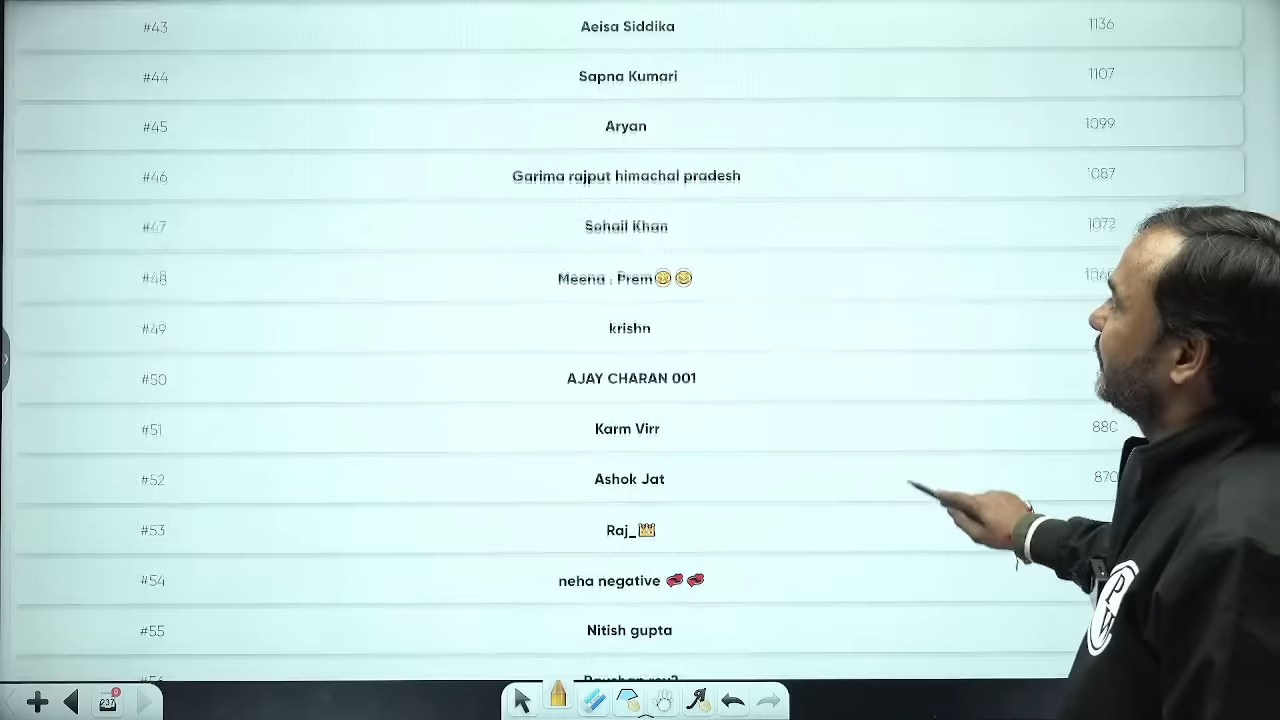 #43 Aeisa Siddika 1136
#44 Sapna Kumari 1107
#45 Aryan 1099
#46 Garima rajput himachal pradesh 1087
#47 Sohail Khan 1072
#48 Meena . Prem😊😊
#49 krishn
#50 AJAY CHARAN 001
#51 Karm Virr 880
#52 Ashok Jat 870
#53 Raj_👑
#54 neha negative 💋💋
#55 Nitish gupta
237
PW